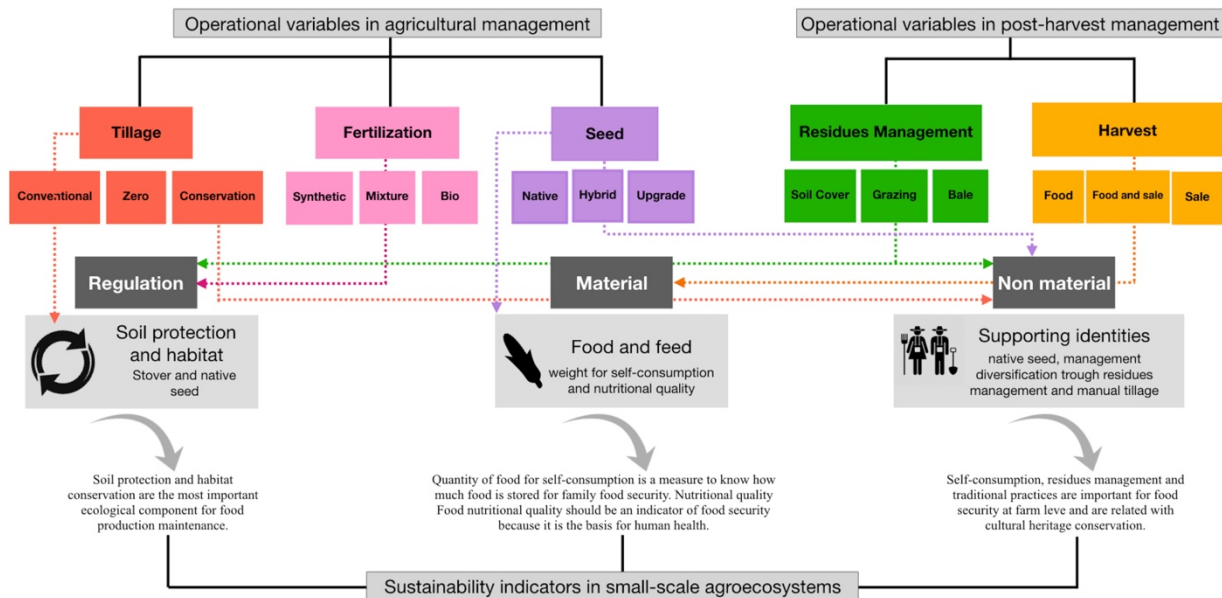 Operational variables in agricultural management
Operational variables in post-harvest management
Tillage
Fertilization
Seed
Residues Management
Harvest
Conventional
Zero
Conservation
Synthetic
Mixture
Bio
Native
Hybrid
Upgrade
Soil Cover
Grazing
Bale
Food
Food and sale
Sale
Regulation
Material
Non material
Soil protection
and habitat
Stover and native
seed
Food and feed
weight for self-consumption
and nutritional quality
Supporting identities
native seed, management
diversification trough residues
management and manual tillage
Soil protection and habitat
conservation are the most important
ecological component for food
production maintenance.
Quantity of food for self-consumption is a measure to know how
much food is stored for family food security. Nutritional quality
Food nutritional quality should be an indicator of food security
because it is the basis for human health.
Self-consumption, residues management and
traditional practices are important for food
security at farm leve and are related with
cultural heritage conservation.
Sustainability indicators in small-scale agroecosystems